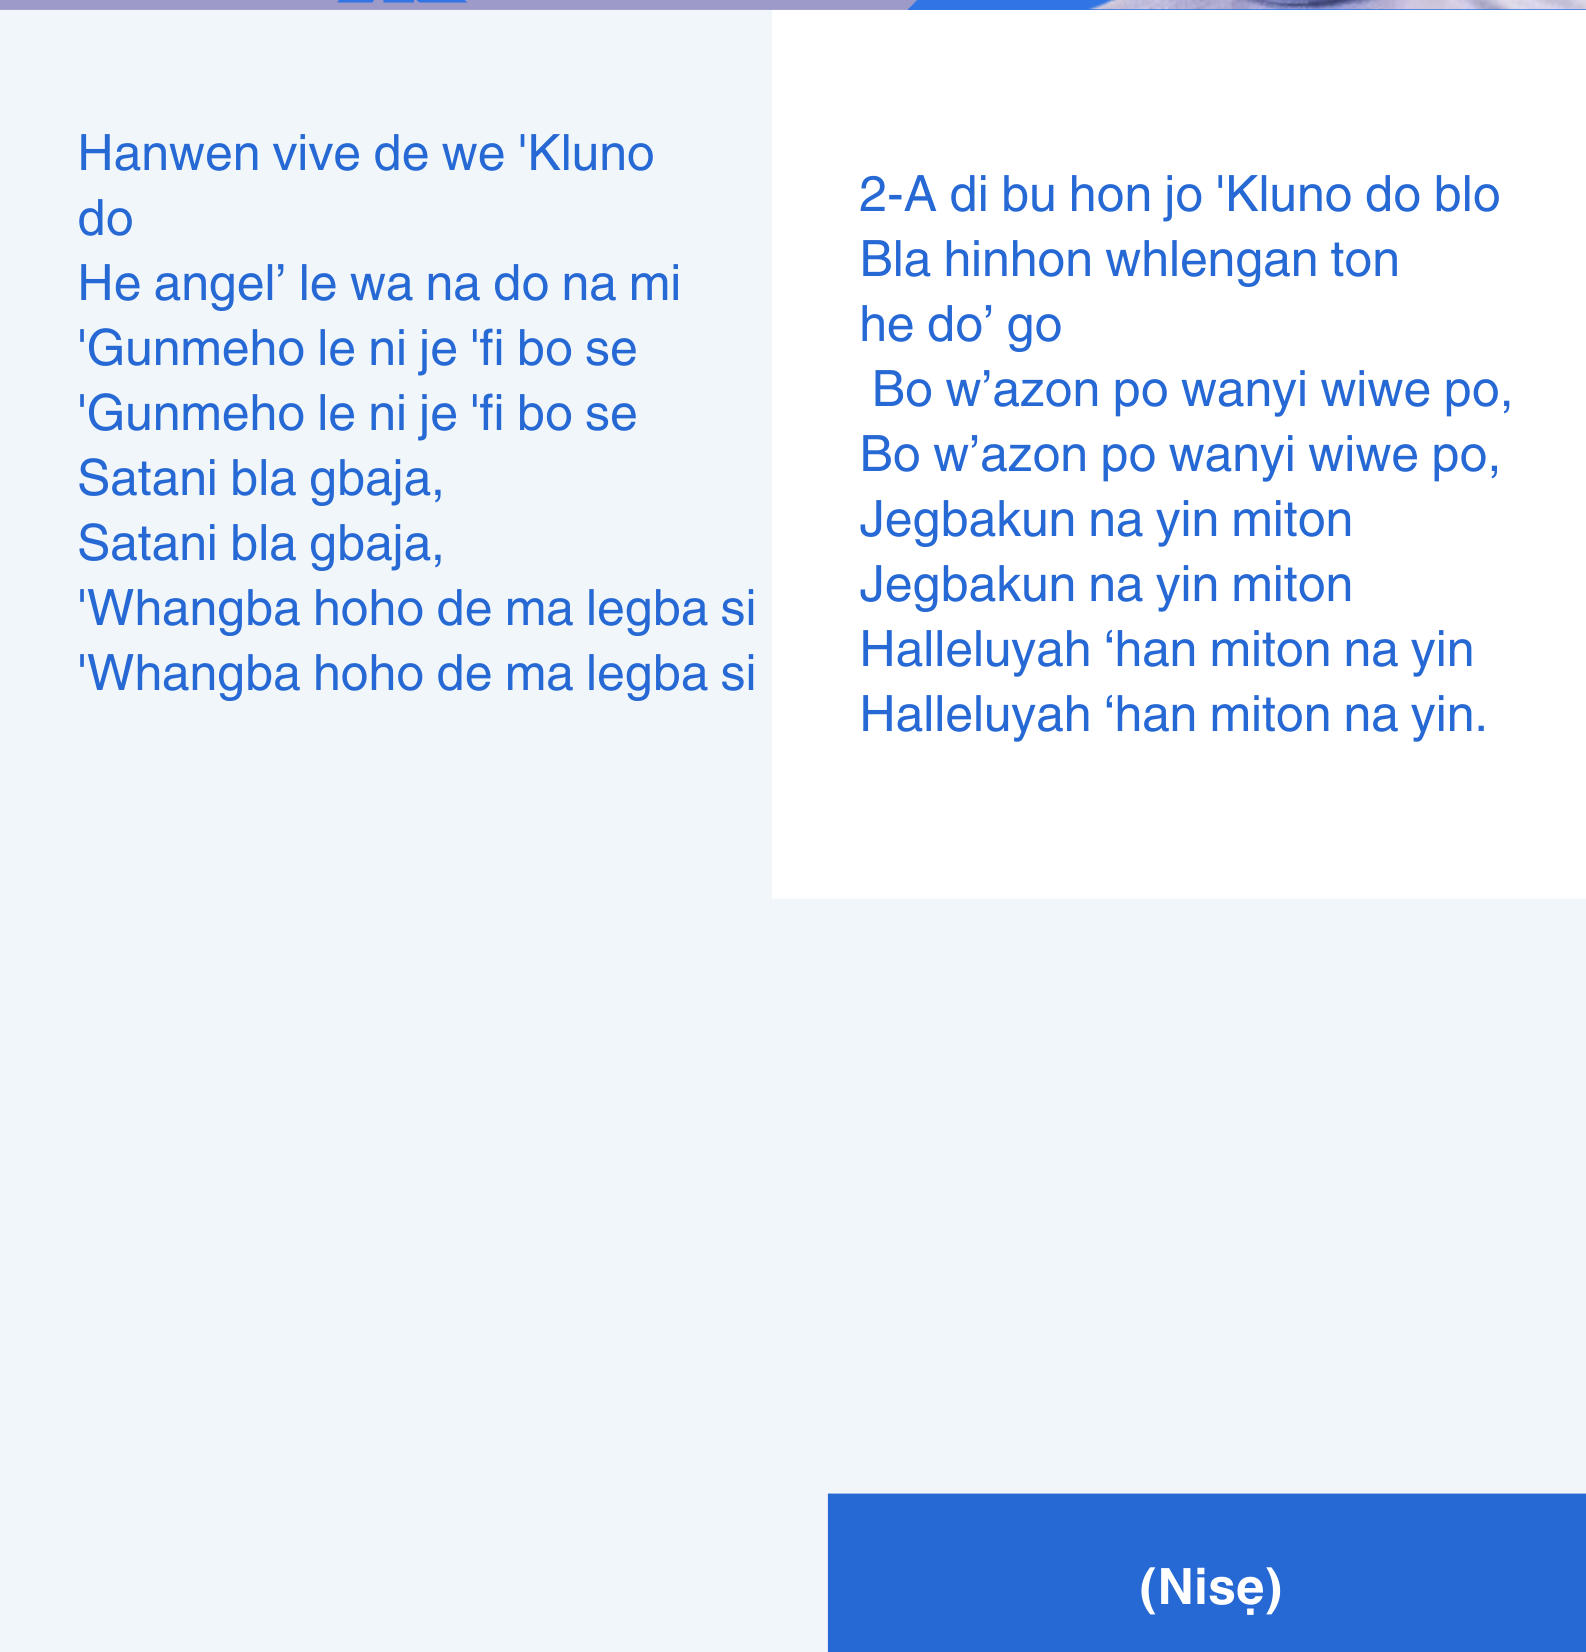 Hanwen vive de we 'Kluno
do
He angel’ le wa na do na mi
'Gunmeho le ni je 'fi bo se
'Gunmeho le ni je 'fi bo se
Satani bla gbaja,
Satani bla gbaja,
'Whangba hoho de ma legba si
'Whangba hoho de ma legba si
2-A di bu hon jo 'Kluno do blo
Bla hinhon whlengan ton
he do’ go
Bo w’azon po wanyi wiwe po,
Bo w’azon po wanyi wiwe po,
Jegbakun na yin miton
Jegbakun na yin miton
Halleluyah ‘han miton na yin
Halleluyah ‘han miton na yin.
(Nisẹ)